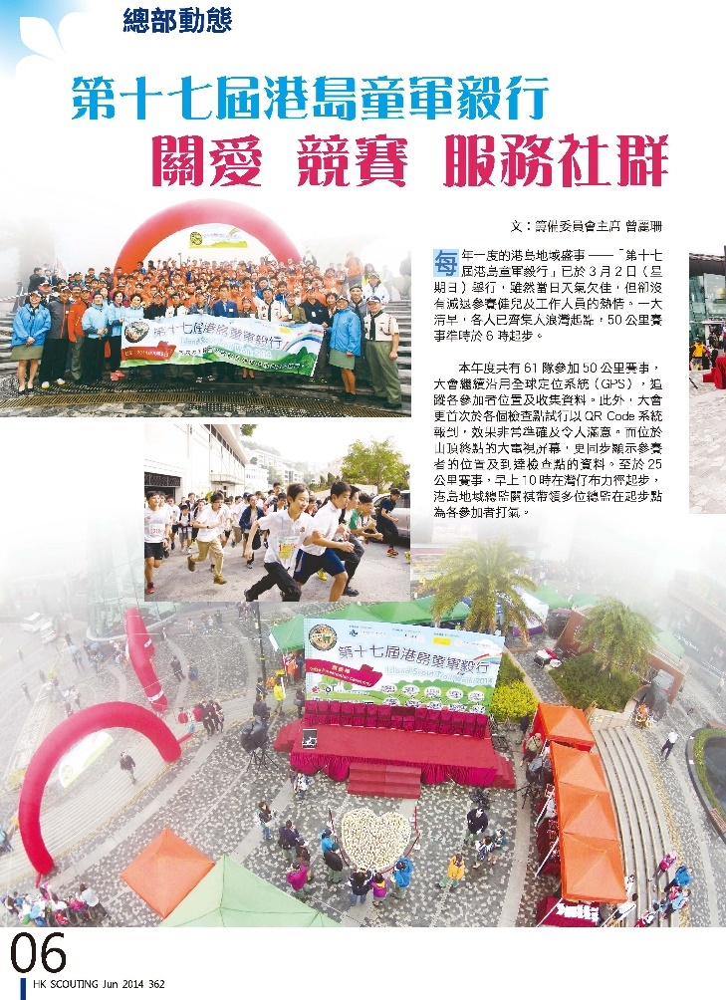 總部動態
第十七屆港島童軍毅行
關愛 競賽 服務社群
文：籌備委員會主席 曾麗珊
每年一度的港島地域盛事 ──「第十七
屆港島童軍毅行」已於 3 月 2 日（星
期日）舉行，雖然當日天氣欠佳，但卻沒
有減退參賽健兒及工作人員的熱情。一大
清早，各人已齊集大浪灣起點，50 公里賽
事準時於 6 時起步。
本年度共有 61 隊參加 50 公里賽事，
大會繼續沿用全球定位系統（GPS），追
蹤各參加者位置及收集資料。此外，大會
更首次於各個檢查點試行以 QR Code 系統
報到，效果非常準確及令人滿意。而位於
山頂終點的大電視屏幕，更同步顯示參賽
者的位置及到達檢查點的資料。至於 25
公里賽事，早上 10 時在灣仔布力徑起步，
港島地域總監關祺帶領多位總監在起步點
為各參加者打氣。
第十七屆港島童軍毅行
第十七屆港島童軍毅行
Island Scout
頒獎禮
Prize Presentation Ceremony
06
HK SCOUTING Jun 2014 362